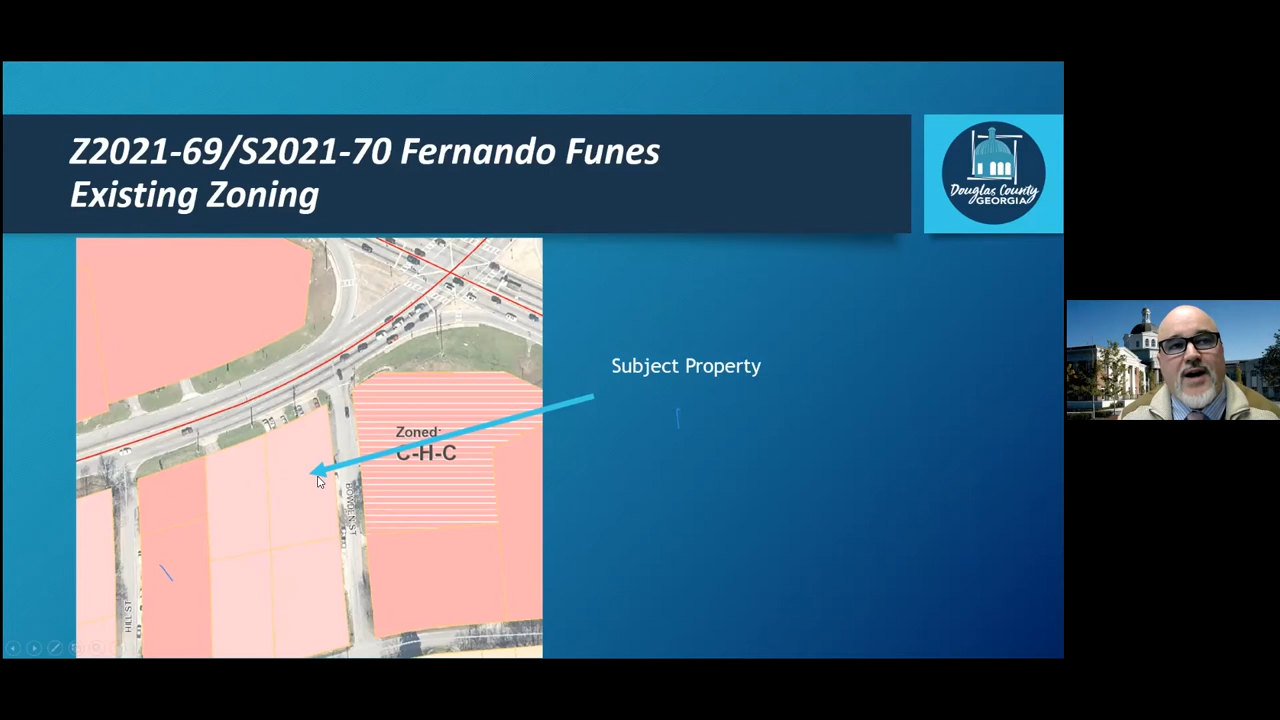 Z2021-69/S2021-70 Fernando Funes
Existing Zoning
Douglas County
GEORGIA
Subject Property
Zoned:
C-H-C
BOWDEN ST
HILL ST